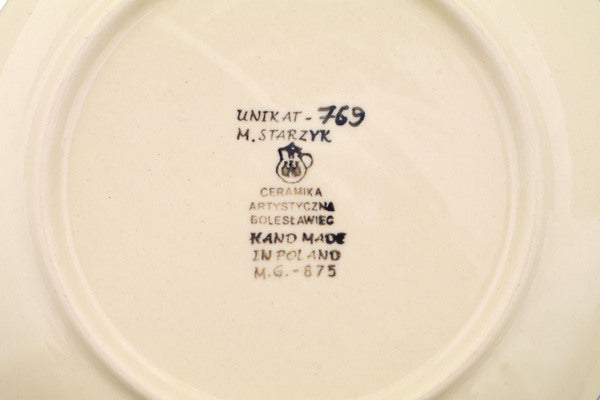 UNIKAT - 769
M. STARZYK
CERAMIKA
ARTYSTYCZNA
BOLESŁAWIEC
HAND MADE
IN POLAND
M.G. - 875